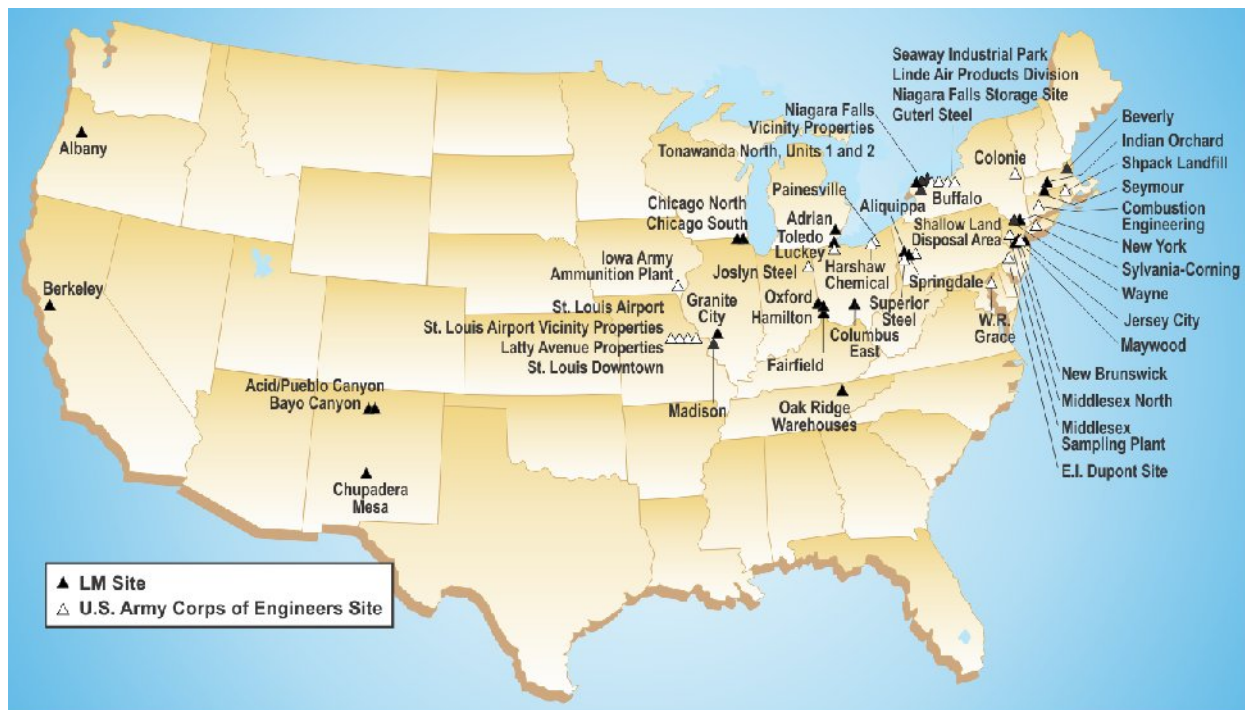 Seaway Industrial Park
Linde Air Products Division
Niagara Falls Storage Site
Guterl Steel
Niagara Falls
Vicinity Properties
Tonawanda North, Units 1 and 2
Beverly
Indian Orchard
Shpack Landfill
Seymour
Combustion
Engineering
New York
Sylvania-Corning
Wayne
Jersey City
Maywood
New Brunswick
Middlesex North
Middlesex
Sampling Plant
E.I. Dupont Site
Colonie
Buffalo
Albany
Painesville
Aliquippa
Chicago North
Chicago South
Adrian
Toledo
Luckey
Shallow Land
Disposal Area
Iowa Army
Ammunition Plant
Joslyn Steel
Harshaw
Chemical
Springdale
Berkeley
St. Louis Airport
St. Louis Airport Vicinity Properties
Latty Avenue Properties
St. Louis Downtown
Granite
City
Oxford
Hamilton
Superior
Steel
W.R.
Grace
Columbus
East
Fairfield
Acid/Pueblo Canyon
Bayo Canyon
Madison
Oak Ridge
Warehouses
Chupadera
Mesa
LM Site
U.S. Army Corps of Engineers Site